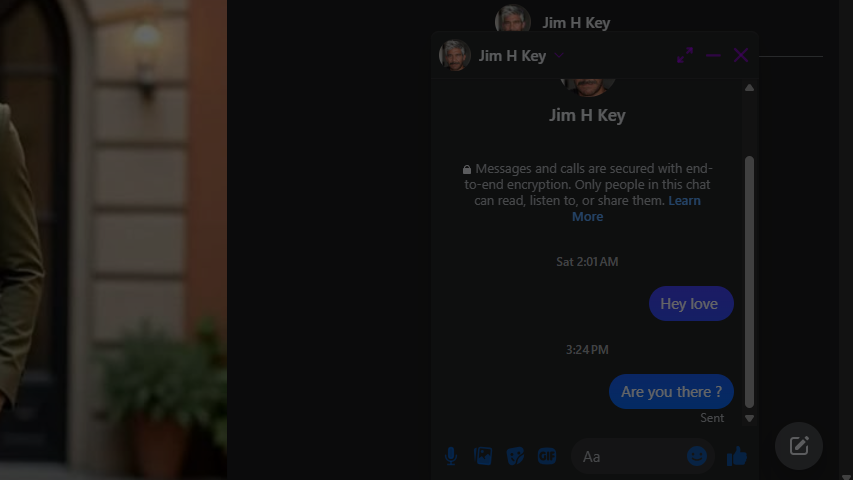 Jim H Key
Jim H Key
Jim H Key
Messages and calls are secured with end-
to-end encryption. Only people in this chat
can read, listen to, or share them. Learn
More
Sat 2:01 AM
Hey love
3:24 PM
Are you there ?
Sent
GIF
Aa